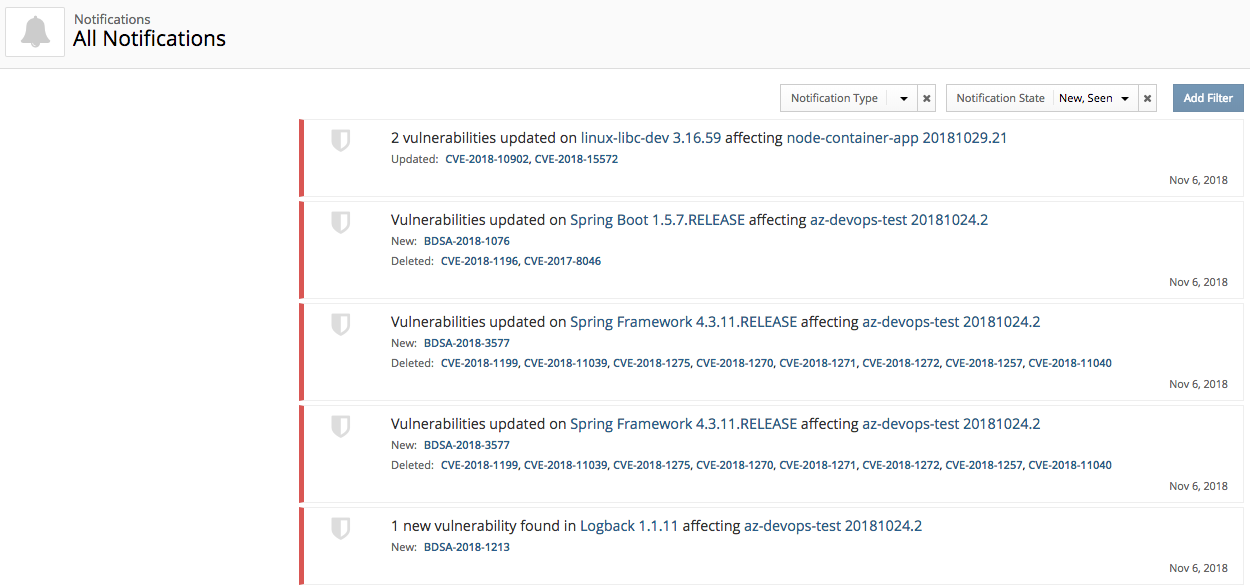 Notifications
All Notifications
Notification Type
Notification State New, Seen
Add Filter
2 vulnerabilities updated on linux-libc-dev 3.16.59 affecting node-container-app 20181029.21
Updated: CVE-2018-10902, CVE-2018-15572
Nov 6, 2018
Vulnerabilities updated on Spring Boot 1.5.7.RELEASE affecting az-devops-test 20181024.2
New: BDSA-2018-1076
Deleted: CVE-2018-1196, CVE-2017-8046
Nov 6, 2018
Vulnerabilities updated on Spring Framework 4.3.11.RELEASE affecting az-devops-test 20181024.2
New: BDSA-2018-3577
Deleted: CVE-2018-1199, CVE-2018-11039, CVE-2018-1275, CVE-2018-1270, CVE-2018-1271, CVE-2018-1272, CVE-2018-1257, CVE-2018-11040
Nov 6, 2018
Vulnerabilities updated on Spring Framework 4.3.11.RELEASE affecting az-devops-test 20181024.2
New: BDSA-2018-3577
Deleted: CVE-2018-1199, CVE-2018-11039, CVE-2018-1275, CVE-2018-1270, CVE-2018-1271, CVE-2018-1272, CVE-2018-1257, CVE-2018-11040
Nov 6, 2018
1 new vulnerability found in Logback 1.1.11 affecting az-devops-test 20181024.2
New: BDSA-2018-1213
Nov 6, 2018